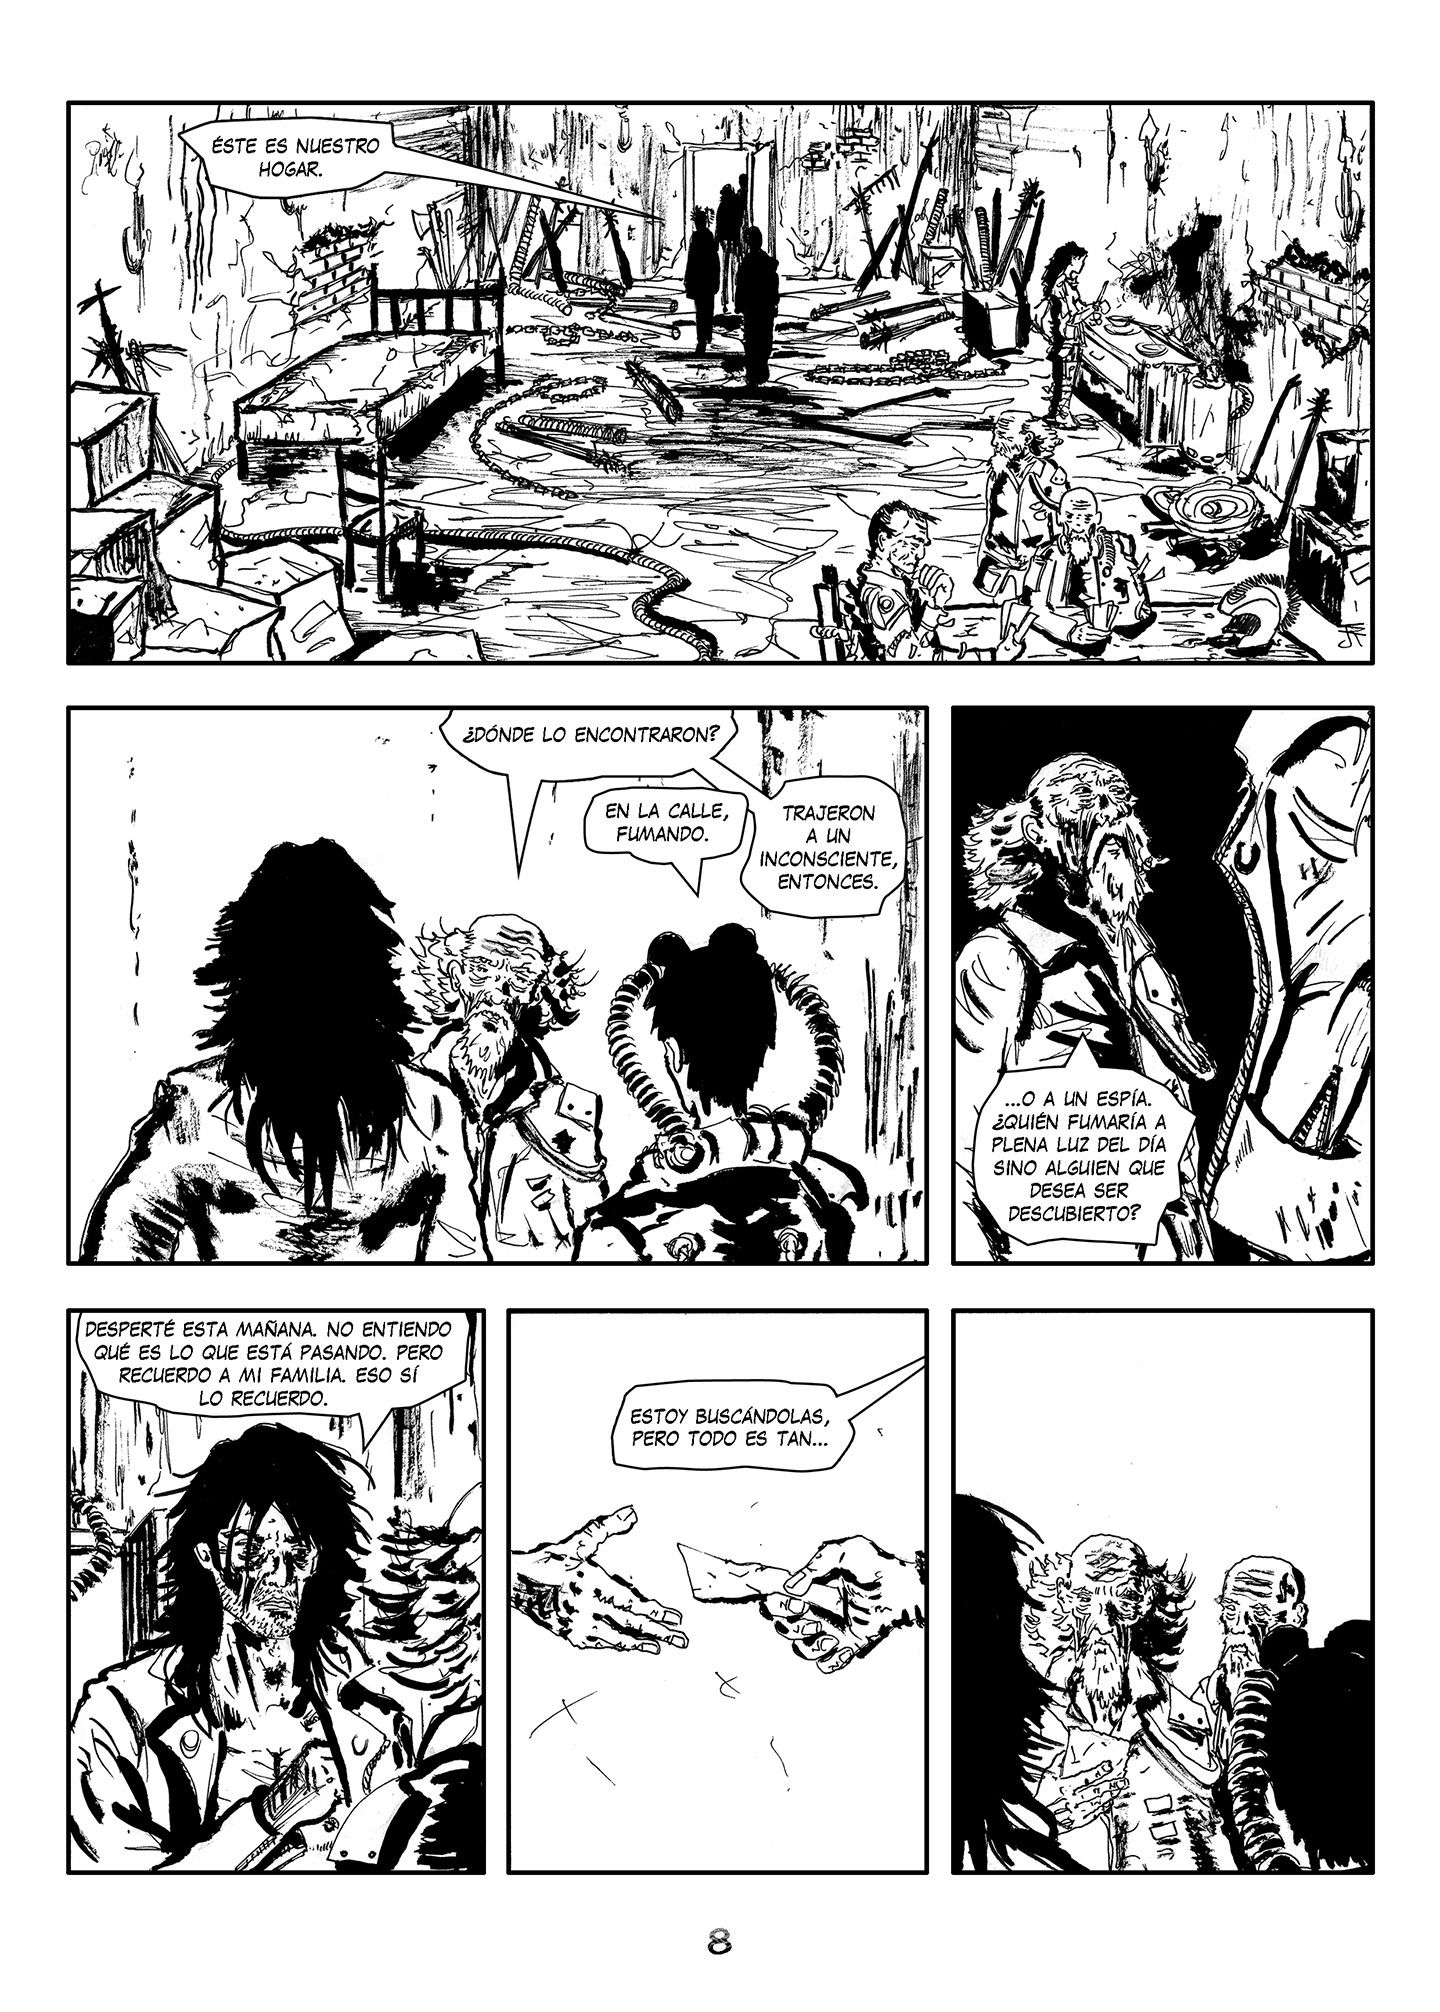 ÉSTE ES NUESTRO
HOGAR.
¿DÓNDE LO ENCONTRARON?
EN LA CALLE,
FUMANDO.
TRAJERON
A UN
INCONSCIENTE,
ENTONCES.
...O A UN ESPÍA.
¿QUIÉN FUMARÍA A
PLENA LUZ DEL DÍA
SINO ALGUIEN QUE
DESEA SER
DESCUBIERTO?
DESPERTÉ ESTA MAÑANA. NO ENTIENDO
QUÉ ES LO QUE ESTÁ PASANDO. PERO
RECUERDO A MI FAMILIA. ESO SÍ
LO RECUERDO.
ESTOY BUSCÁNDOLAS,
PERO TODO ES TAN...
8